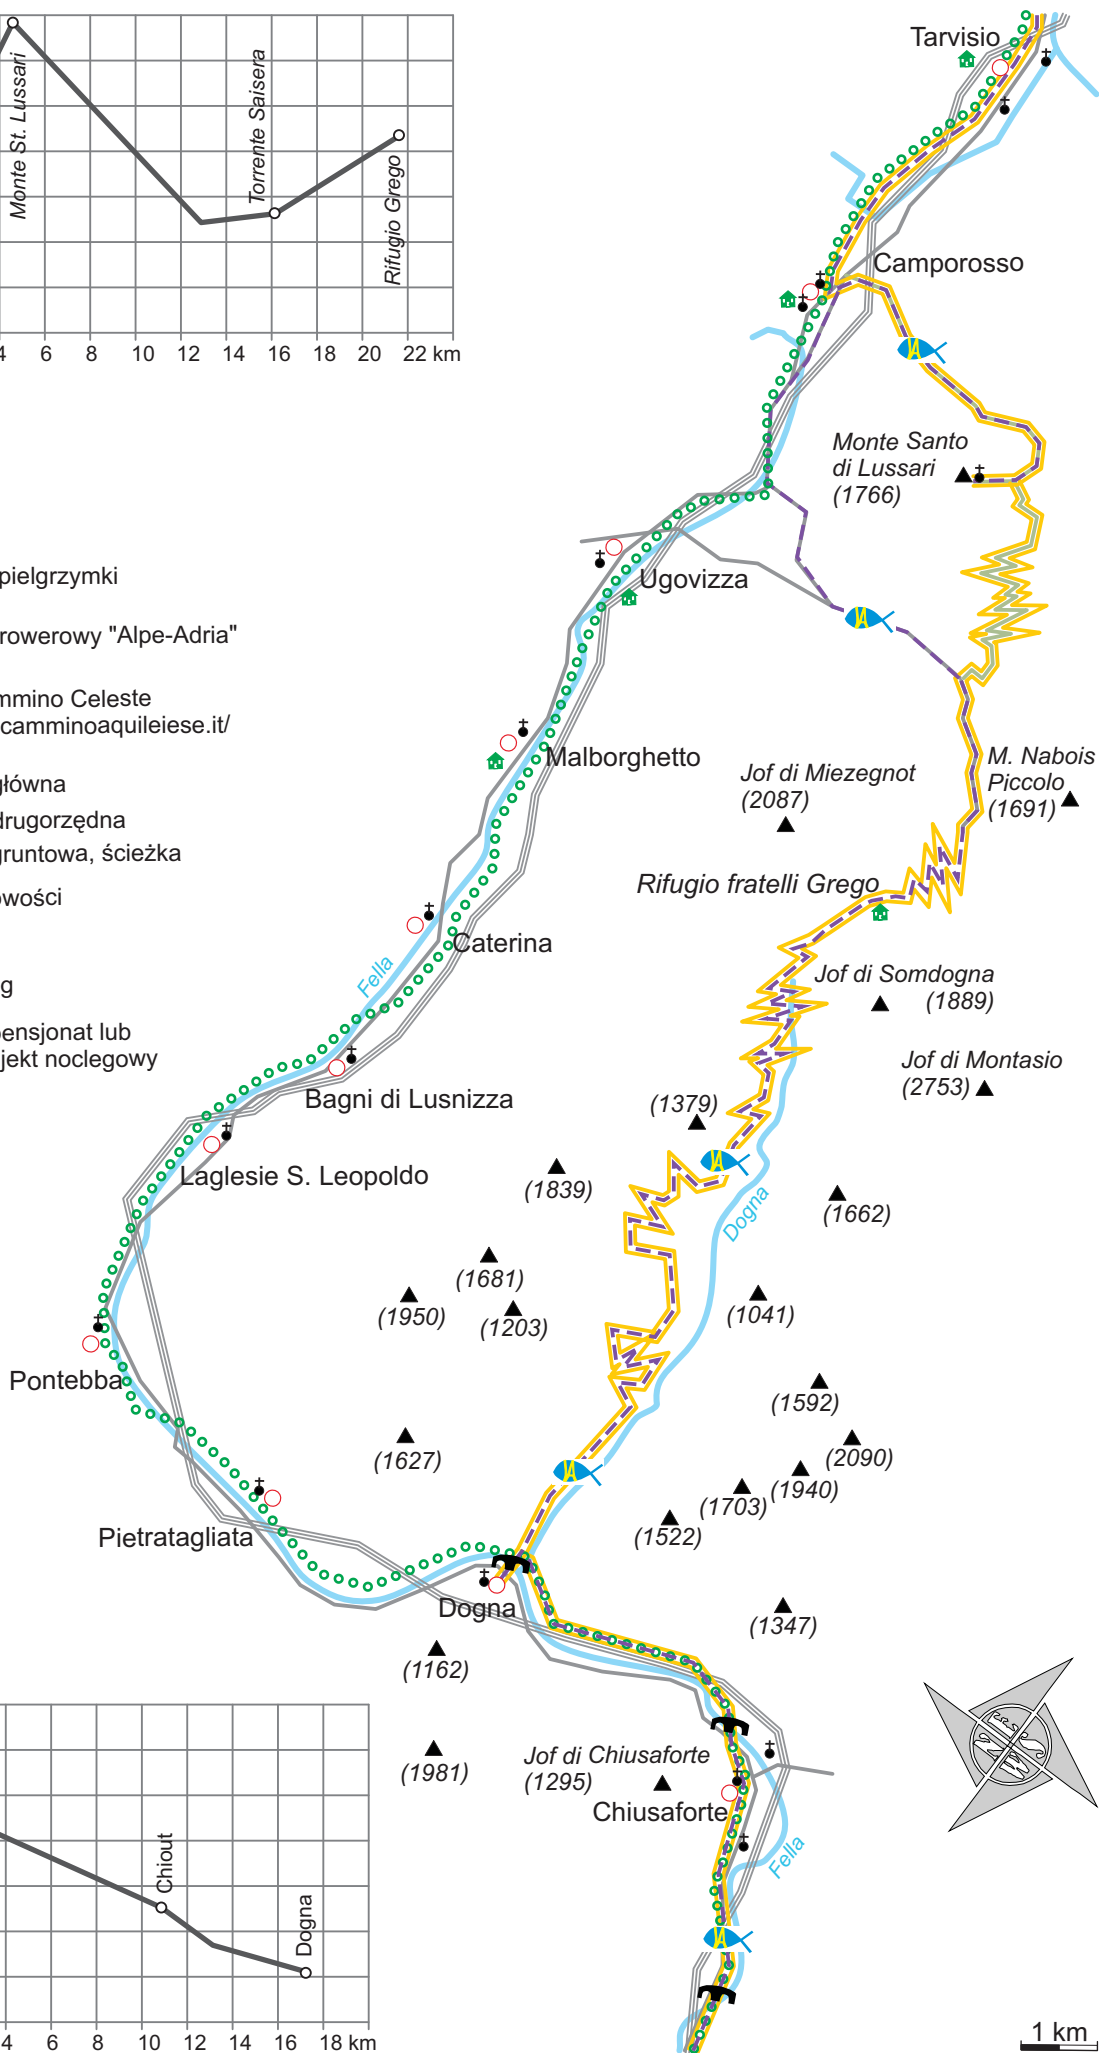 Monte St. Lussari
Torrente Saisera
Rifugio Grego
4 6 8 10 12 14 16 18 20 22 km
Tarvisio
Camporosso
Monte Santo
di Lussari
(1766)
pielgrzymki
Ugovizza
rowerowy "Alpe-Adria"
mmino Celeste
camminoaquileiese.it/
Malborghetto
główna
drugorzędna
gruntowa, ścieżka
owości
Jof di Miezegnot
(2087)
M. Nabois
Piccolo
(1691)
Rifugio fratelli Grego
Caterina
Fella
g
pensjonat lub
jekt noclegowy
Jof di Somdogna
(1889)
Jof di Montasio
(2753)
Bagni di Lusnizza
(1379)
Laglesie S. Leopoldo
(1839)
(1662)
Dogna
(1681)
(1950)
(1203)
(1041)
Pontebba
(1592)
(1627)
(2090)
(1940)
(1703)
(1522)
Pietratagliata
Dogna
(1347)
(1162)
(1981)
Jof di Chiusaforte
(1295)
Chiusaforte
Fella
N E S W
Chiout
Dogna
4 6 8 10 12 14 16 18 km
1 km